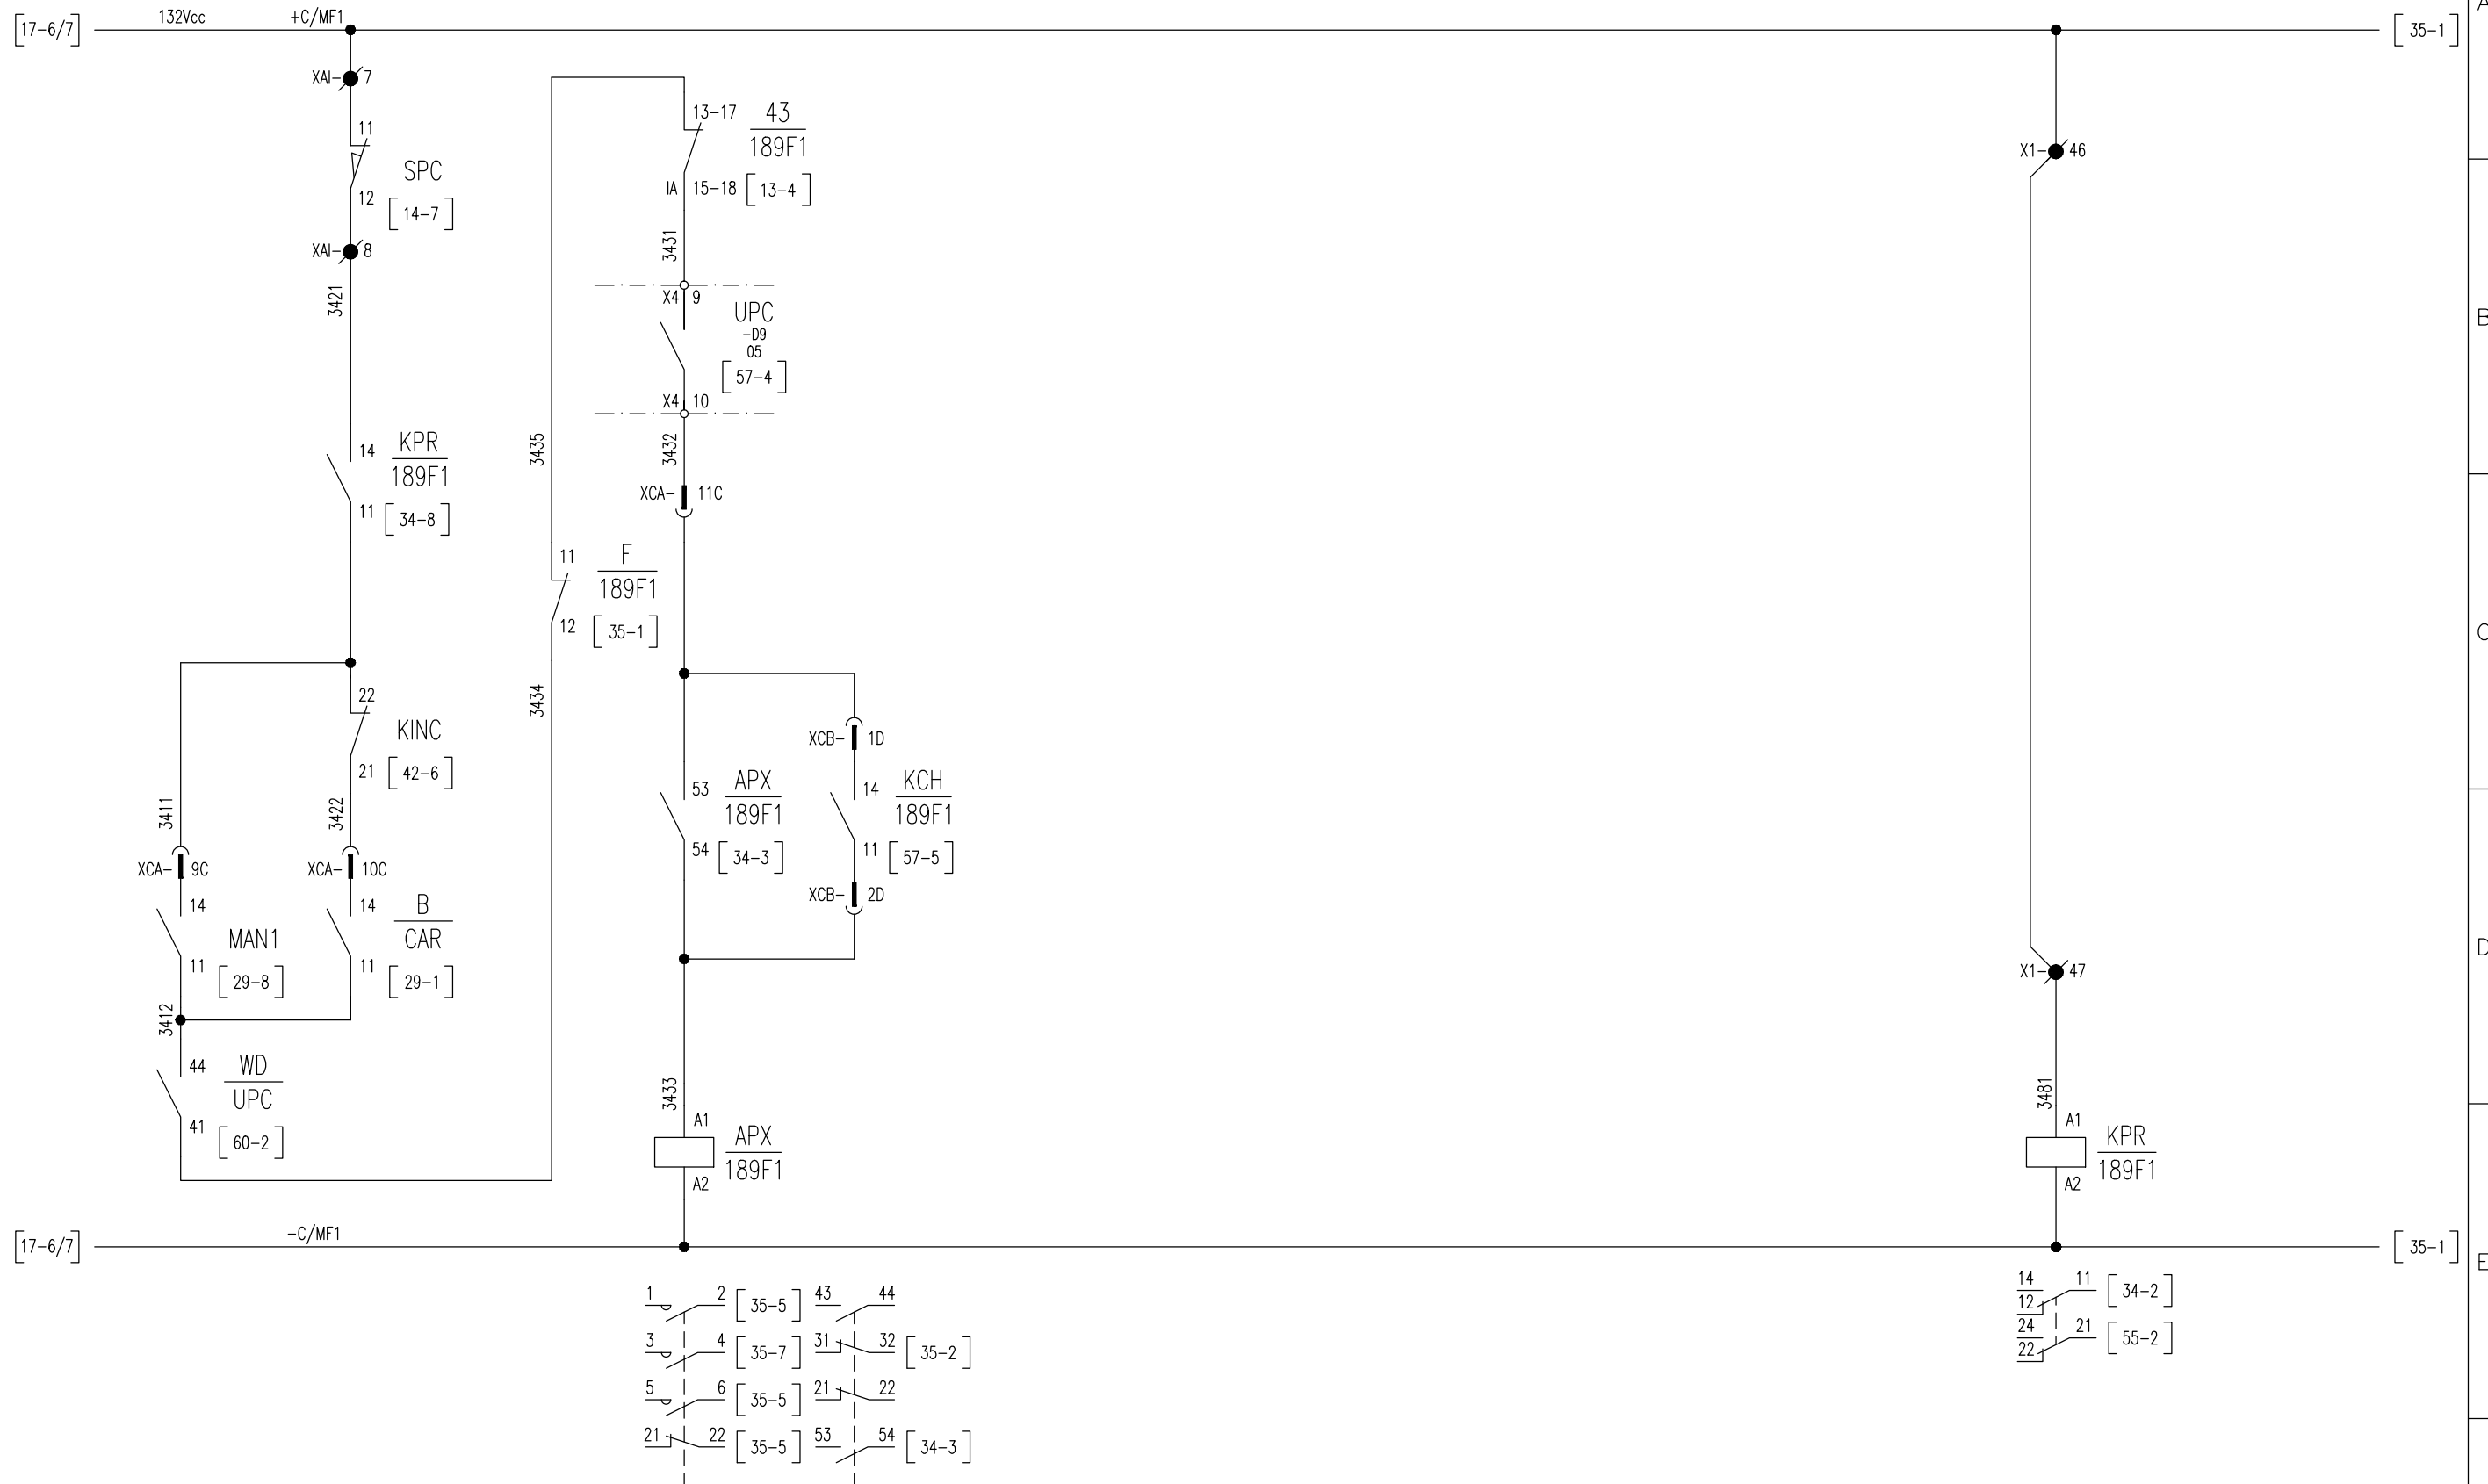 132Vcc +C/MF1
[17-6/7] [35-1]
XAI- 7
11
SPC
12 [14-7]
XAI- 8
3421
14 KPR
189F1
11 [34-8]
22
KINC
21 [42-6]
3411
3422
XCA- 9C
XCA- 10C
14
MAN1
11 [29-8]
14 B
CAR
11 [29-1]
3412
44 WD
UPC
41 [60-2]
3435
11 F
189F1
12 [35-1]
3434
13-17 43
189F1
IA 15-18 [13-4]
3431
X4 9
UPC
-D9
05
[57-4]
X4 10
3432
XCA- 11C
53 APX
189F1
54 [34-3]
XCB- 1D
14 KCH
189F1
11 [57-5]
XCB- 2D
3433
A1
APX
189F1
A2
X1- 46
X1- 47
3481
A1
KPR
189F1
A2
-C/MF1
[17-6/7] [35-1]
1 2 [35-5] 43 44
3 4 [35-7] 31 32 [35-2]
5 6 [35-5] 21 22
21 22 [35-5] 53 54 [34-3]
14 11 [34-2]
12
24 21 [55-2]
22
A
B
C
D
E